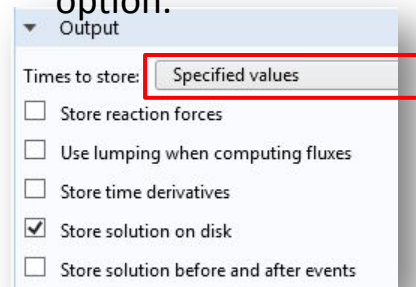 option.
Output
Times to store: Specified values
Store reaction forces
Use lumping when computing fluxes
Store time derivatives
Store solution on disk
Store solution before and after events